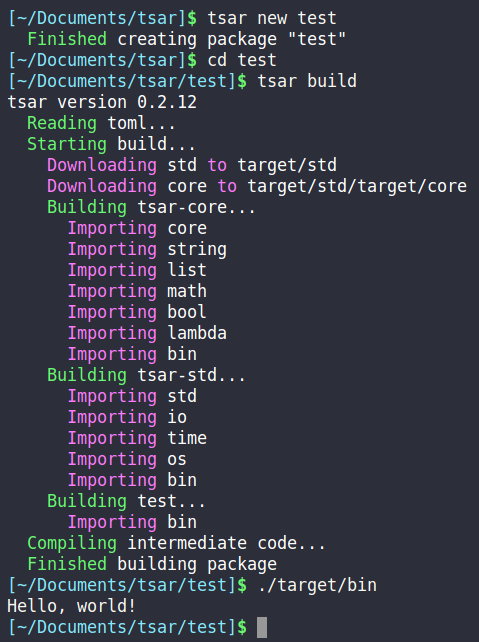 [~/Documents/tsar]$ tsar new test
  Finished creating package "test"
[~/Documents/tsar]$ cd test
[~/Documents/tsar/test]$ tsar build
tsar version 0.2.12
  Reading toml...
  Starting build...
    Downloading std to target/std
    Downloading core to target/std/target/core
    Building tsar-core...
      Importing core
      Importing string
      Importing list
      Importing math
      Importing bool
      Importing lambda
      Importing bin
    Building tsar-std...
      Importing std
      Importing io
      Importing time
      Importing os
      Importing bin
    Building test...
      Importing bin
  Compiling intermediate code...
  Finished building package
[~/Documents/tsar/test]$ ./target/bin
Hello, world!
[~/Documents/tsar/test]$